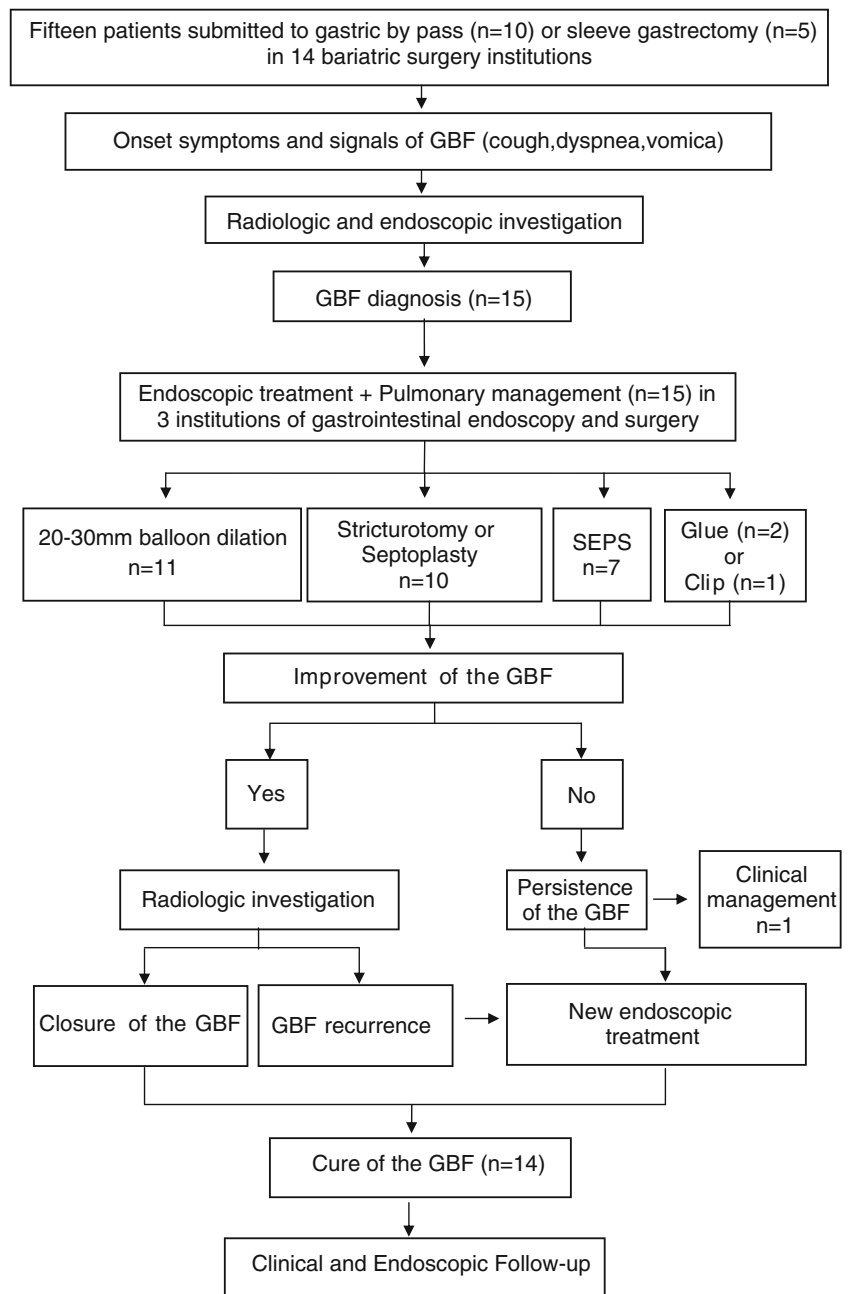 Fifteen patients submitted to gastric by pass (n=10) or sleeve gastrectomy (n=5)
in 14 bariatric surgery institutions
Onset symptoms and signals of GBF (cough,dyspnea,vomica)
Radiologic and endoscopic investigation
GBF diagnosis (n=15)
Endoscopic treatment + Pulmonary management (n=15) in
3 institutions of gastrointestinal endoscopy and surgery
20-30mm balloon dilation
n=11
Stricturotomy or
Septoplasty
n=10
SEPS
n=7
Glue (n=2)
or
Clip (n=1)
Improvement of the GBF
Yes
No
Radiologic investigation
Persistence
of the GBF
Clinical
management
n=1
Closure of the GBF
GBF recurrence
New endoscopic
treatment
Cure of the GBF (n=14)
Clinical and Endoscopic Follow-up